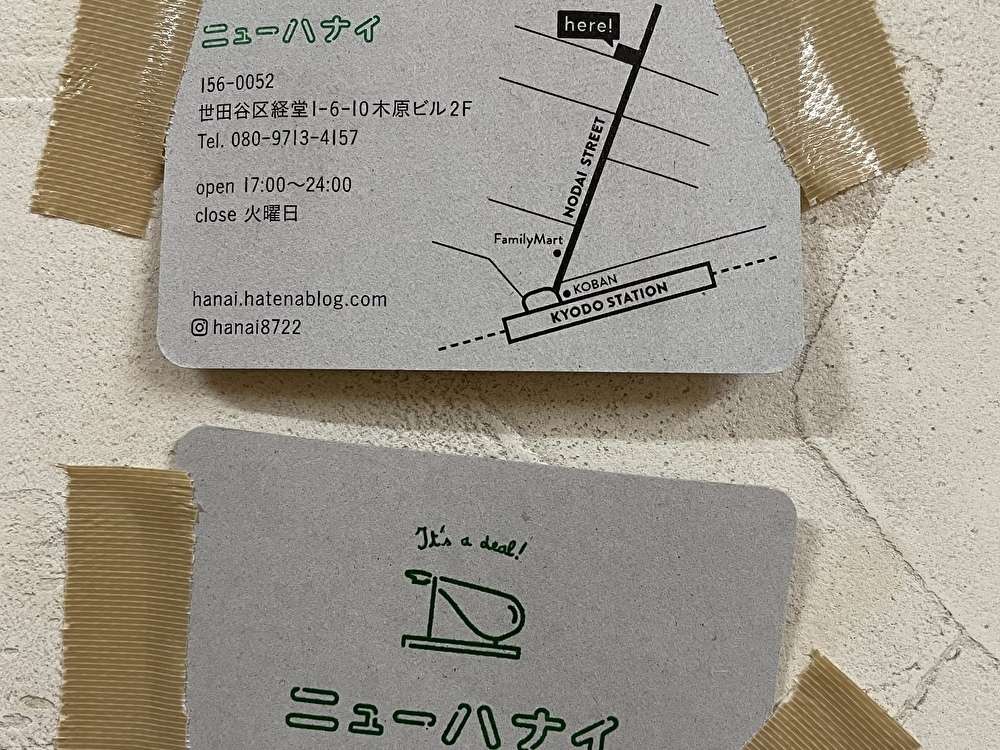 ニューハナイ
156-0052
世田谷区経堂1-6-10木原ビル2F
Tel. 080-9713-4157
open 17:00〜24:00
close 火曜日
hanai.hatenablog.com
hanai8722
here!
NODAI STREET
FamilyMart
KOBAN
KYODO STATION
It's a deal!
ニューハナイ